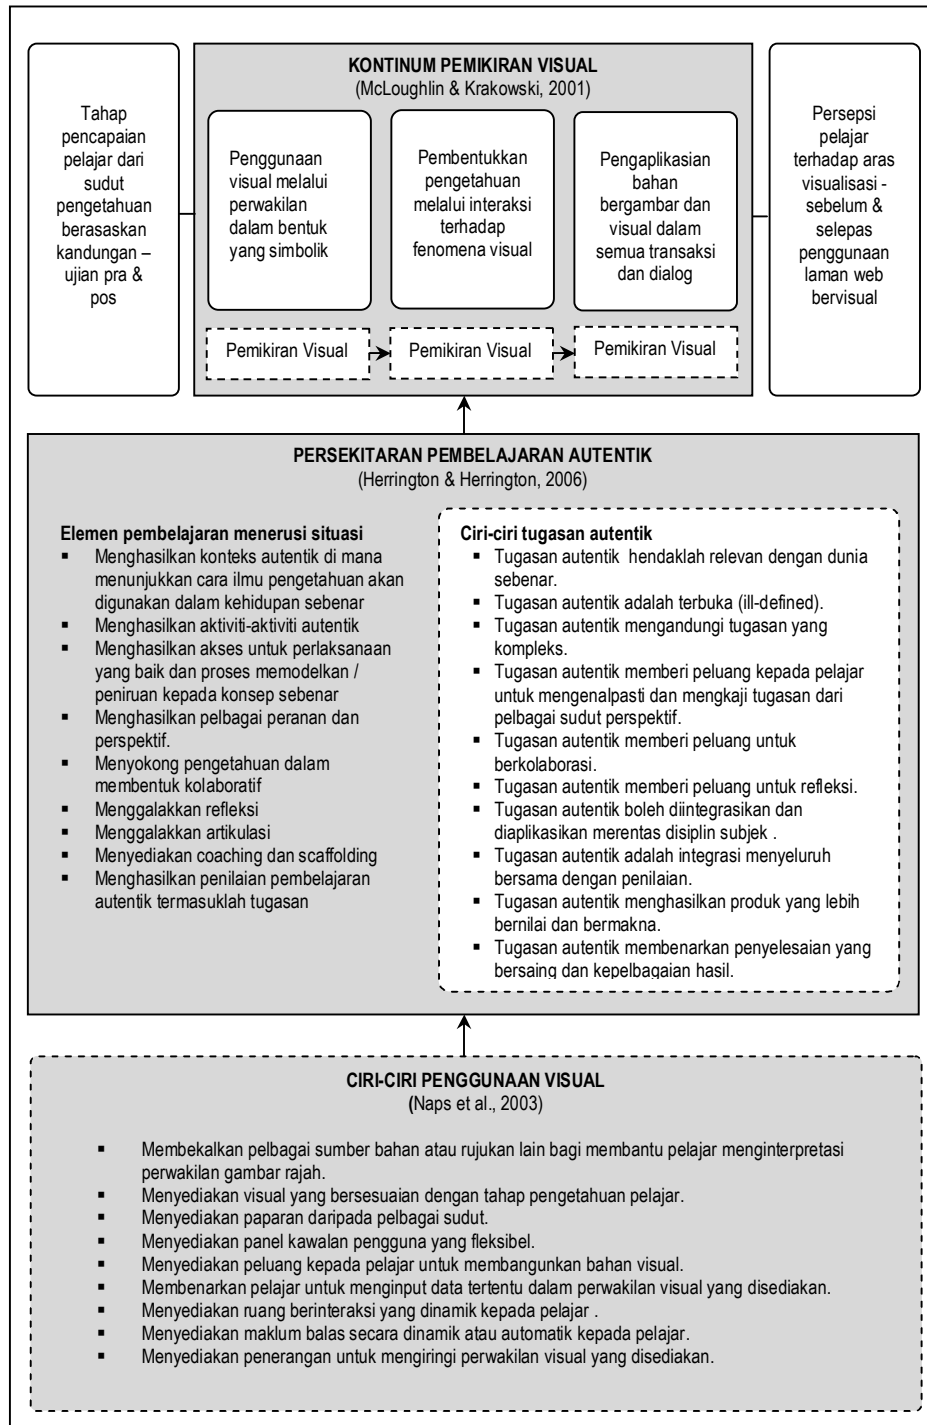 KONTINUM PEMIKIRAN VISUAL
(McLoughlin & Krakowski, 2001)
Tahap
pencapaian
pelajar dari
sudut
pengetahuan
berasaskan
kandungan –
ujian pra &
pos
Penggunaan
visual melalui
perwakilan
dalam bentuk
yang simbolik
Pembentukkan
pengetahuan
melalui interaksi
terhadap
fenomena visual
Pengaplikasian
bahan
bergambar dan
visual dalam
semua transaksi
dan dialog
Persepsi
pelajar
terhadap aras
visualisasi -
sebelum &
selepas
penggunaan
laman web
bervisual
Pemikiran Visual
Pemikiran Visual
Pemikiran Visual
PERSEKITARAN PEMBELAJARAN AUTENTIK
(Herrington & Herrington, 2006)
Elemen pembelajaran menerusi situasi
▪ Menghasilkan konteks autentik di mana
menunjukkan cara ilmu pengetahuan akan
digunakan dalam kehidupan sebenar
▪ Menghasilkan aktiviti-aktiviti autentik
▪ Menghasilkan akses untuk perlaksanaan
yang baik dan proses memodelkan /
peniruan kepada konsep sebenar
▪ Menghasilkan pelbagai peranan dan
perspektif.
▪ Menyokong pengetahuan dalam
membentuk kolaboratif
▪ Menggalakkan refleksi
▪ Menggalakkan artikulasi
▪ Menyediakan coaching dan scaffolding
▪ Menghasilkan penilaian pembelajaran
autentik termasuklah tugasan
Ciri-ciri tugasan autentik
▪ Tugasan autentik hendaklah relevan dengan dunia
sebenar.
▪ Tugasan autentik adalah terbuka (ill-defined).
▪ Tugasan autentik mengandungi tugasan yang
kompleks.
▪ Tugasan autentik memberi peluang kepada pelajar
untuk mengenalpasti dan mengkaji tugasan dari
pelbagai sudut perspektif.
▪ Tugasan autentik memberi peluang untuk
berkolaborasi.
▪ Tugasan autentik memberi peluang untuk refleksi.
▪ Tugasan autentik boleh diintegrasikan dan
diaplikasikan merentas disiplin subjek .
▪ Tugasan autentik adalah integrasi menyeluruh
bersama dengan penilaian.
▪ Tugasan autentik menghasilkan produk yang lebih
bernilai dan bermakna.
▪ Tugasan autentik membenarkan penyelesaian yang
bersaing dan kepelbagaian hasil.
CIRI-CIRI PENGGUNAAN VISUAL
(Naps et al., 2003)
▪ Membekalkan pelbagai sumber bahan atau rujukan lain bagi membantu pelajar menginterpretasi
perwakilan gambar rajah.
▪ Menyediakan visual yang bersesuaian dengan tahap pengetahuan pelajar.
▪ Menyediakan paparan daripada pelbagai sudut.
▪ Menyediakan panel kawalan pengguna yang fleksibel.
▪ Menyediakan peluang kepada pelajar untuk membangunkan bahan visual.
▪ Membenarkan pelajar untuk menginput data tertentu dalam perwakilan visual yang disediakan.
▪ Menyediakan ruang berinteraksi yang dinamik kepada pelajar .
▪ Menyediakan maklum balas secara dinamik atau automatik kepada pelajar.
▪ Menyediakan penerangan untuk mengiringi perwakilan visual yang disediakan.